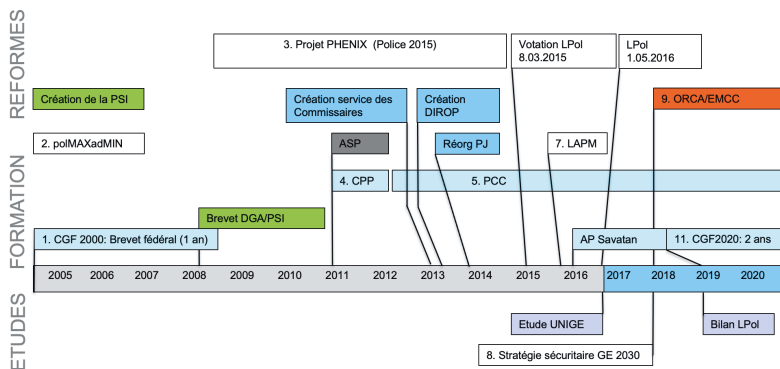 REFORMES
3. Projet PHENIX (Police 2015)
Votation LPol
8.03.2015
LPol
1.05.2016
Création de la PSI
Création service des
Commissaires
Création
DIROP
9. ORCA/EMCC
2. polMAXadMIN
ASP
Réorg PJ
7. LAPM
FORMATION
4. CPP
5. PCC
Brevet DGA/PSI
1. CGF 2000: Brevet fédéral (1 an)
AP Savatan
11. CGF2020: 2 ans
2005 2006 2007 2008 2009 2010 2011 2012 2013 2014 2015 2016 2017 2018 2019 2020
ETUDES
Etude UNIGE
Bilan LPol
8. Stratégie sécuritaire GE 2030